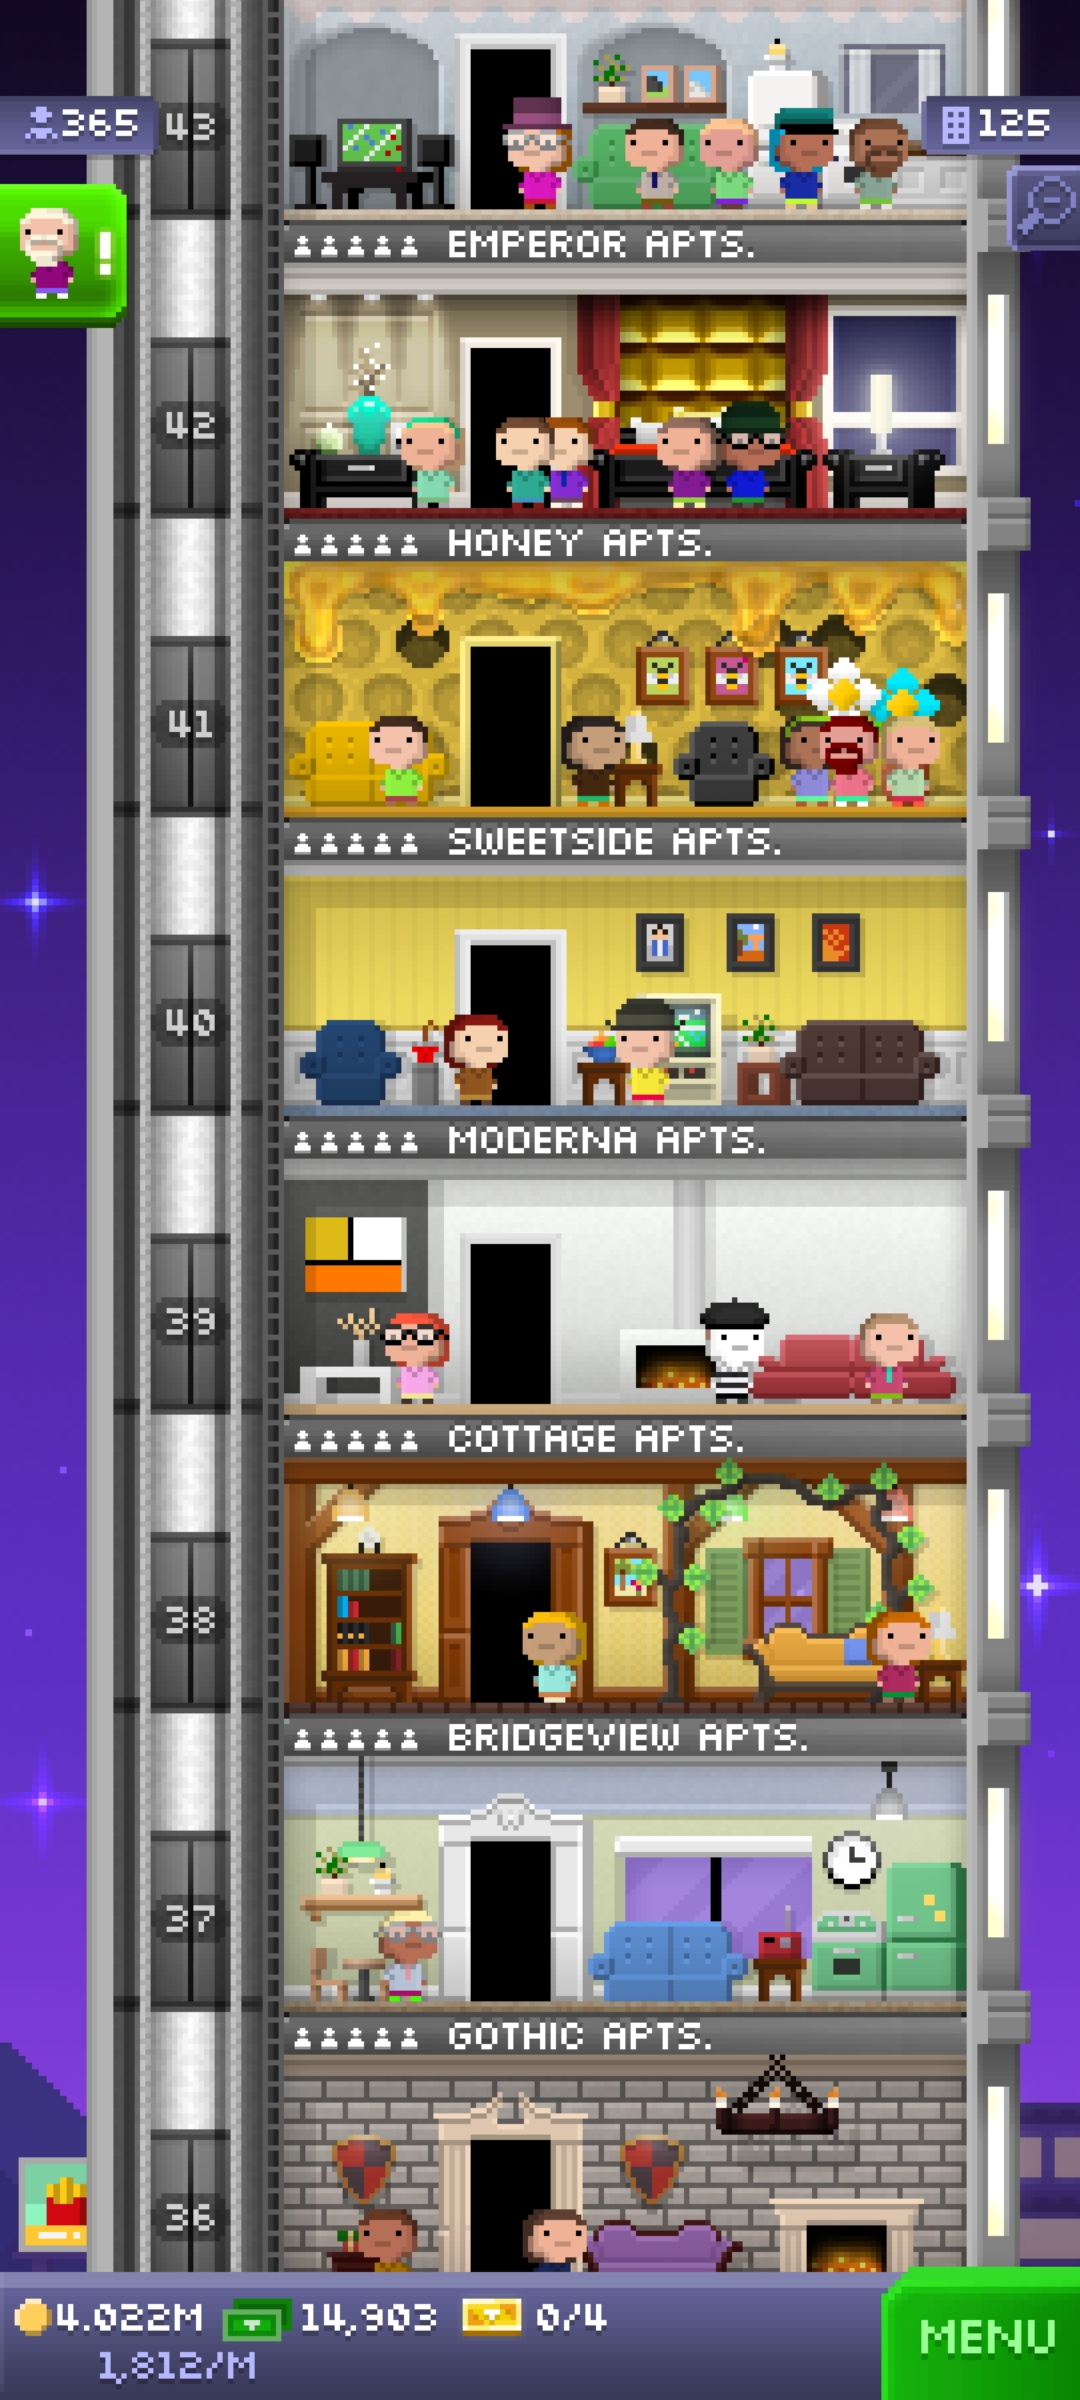 365
43
125
!
EMPEROR APTS.
42
HONEY APTS.
41
SWEETSIDE APTS.
40
MODERNA APTS.
39
COTTAGE APTS.
38
BRIDGEVIEW APTS.
37
GOTHIC APTS.
36
4.022M 14,903 0/4
1,812/M
MENU